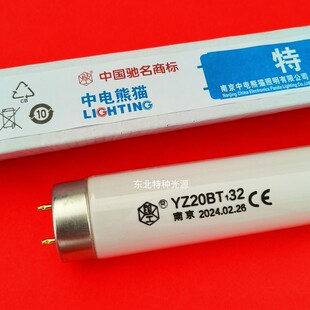 中国驰名商标
特
中电熊猫
LIGHTING
南京中电熊猫照明有限公司
Nanjing China Electronics Panda Lighting Co.,Ltd
10
东北特种光源
YZ20BT₁32 CE
南京 2024.02.26